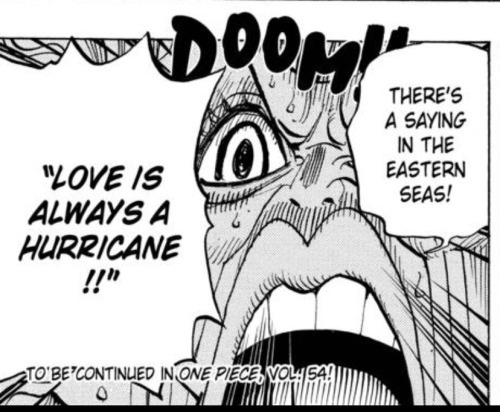 DOOM!!
THERE'S
A SAYING
IN THE
EASTERN
SEAS!
"LOVE IS
ALWAYS A
HURRICANE
!!"
TO BE CONTINUED IN ONE PIECE, VOL. 54!